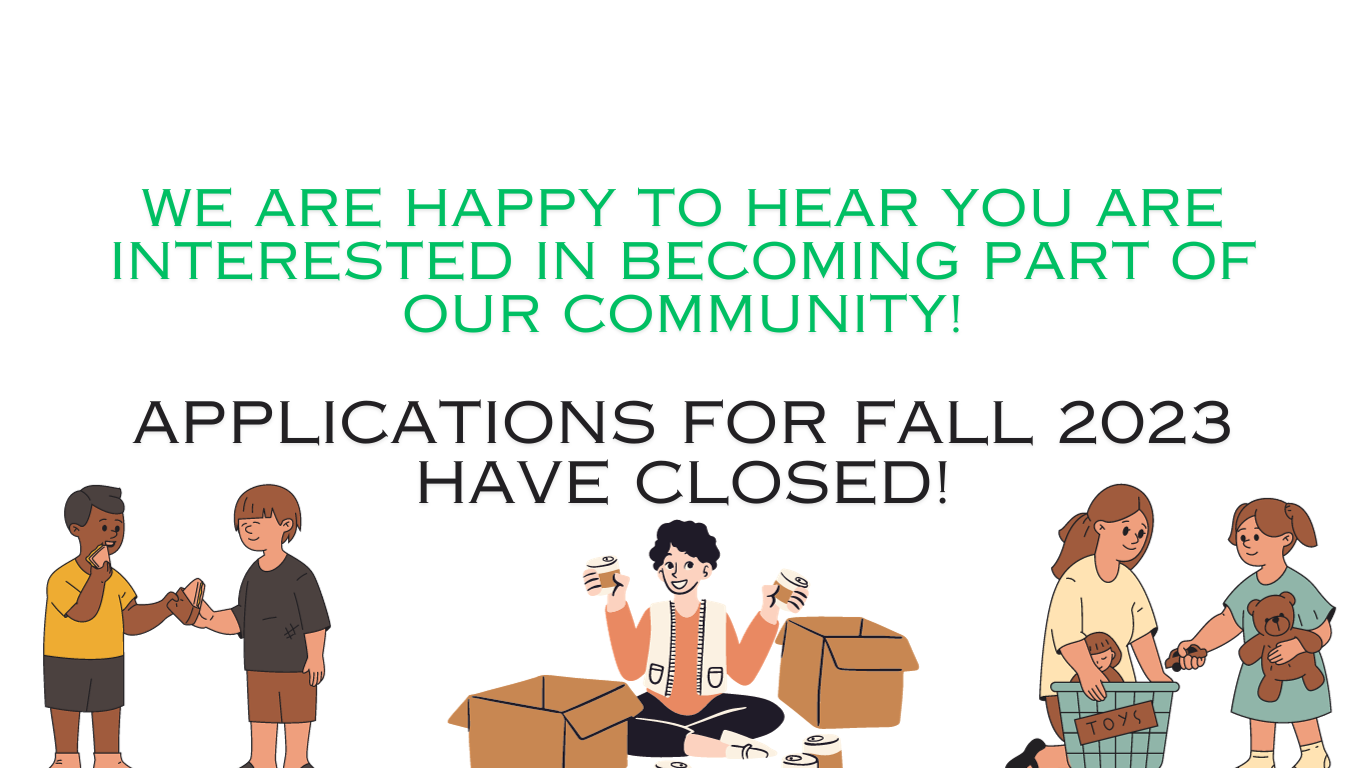 WE ARE HAPPY TO HEAR YOU ARE
INTERESTED IN BECOMING PART OF
OUR COMMUNITY!
APPLICATIONS FOR FALL 2023
HAVE CLOSED!
TOYS